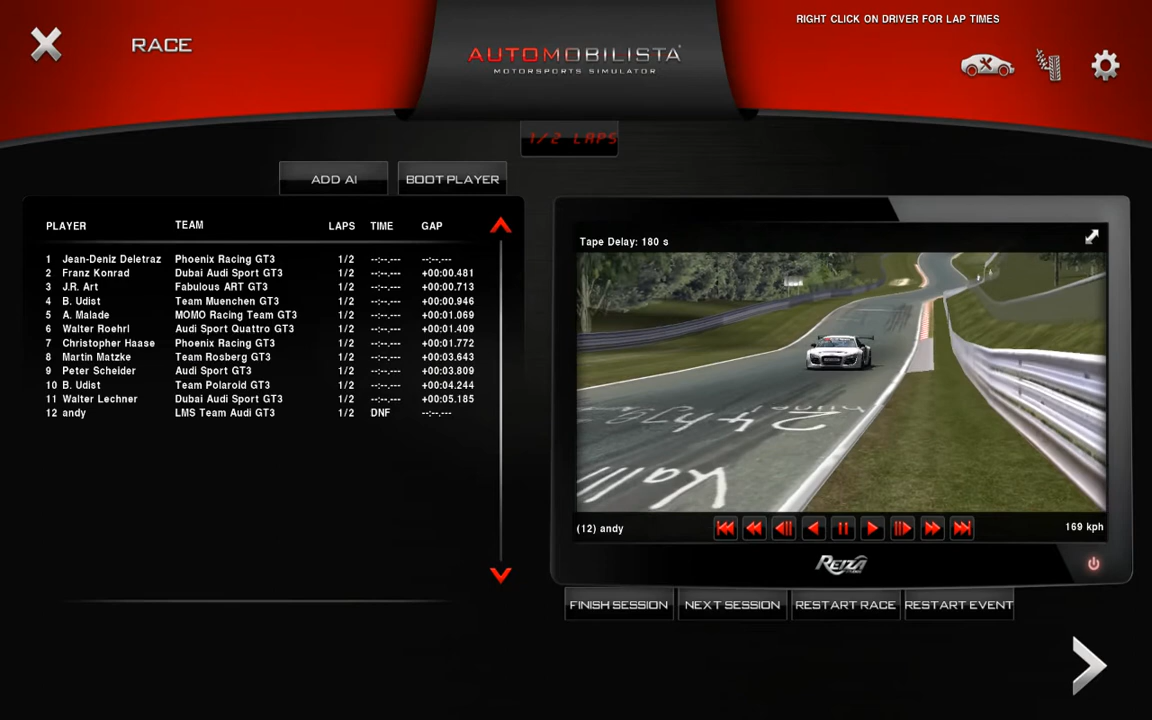 RIGHT CLICK ON DRIVER FOR LAP TIMES
RACE
AUTOMOBILISTA
MOTORSPORTS SIMULATOR
1/2 LAPS
ADD AI
BOOT PLAYER
PLAYER TEAM LAPS TIME GAP
1 Jean-Deniz Deletraz Phoenix Racing GT3 1/2 --:--.--- --:--.---
2 Franz Konrad Dubai Audi Sport GT3 1/2 --:--.--- +00:00.481
3 J.R. Art Fabulous ART GT3 1/2 --:--.--- +00:00.713
4 B. Udist Team Muenchen GT3 1/2 --:--.--- +00:00.946
5 A. Malade MOMO Racing Team GT3 1/2 --:--.--- +00:01.069
6 Walter Roehrl Audi Sport Quattro GT3 1/2 --:--.--- +00:01.409
7 Christopher Haase Phoenix Racing GT3 1/2 --:--.--- +00:01.772
8 Martin Matzke Team Rosberg GT3 1/2 --:--.--- +00:03.643
9 Peter Scheider Audi Sport GT3 1/2 --:--.--- +00:03.809
10 B. Udist Team Polaroid GT3 1/2 --:--.--- +00:04.244
11 Walter Lechner Dubai Audi Sport GT3 1/2 --:--.--- +00:05.185
12 andy LMS Team Audi GT3 1/2 DNF --:--.---
Tape Delay: 180 s
(12) andy
169 kph
REIZA
FINISH SESSION
NEXT SESSION
RESTART RACE
RESTART EVENT